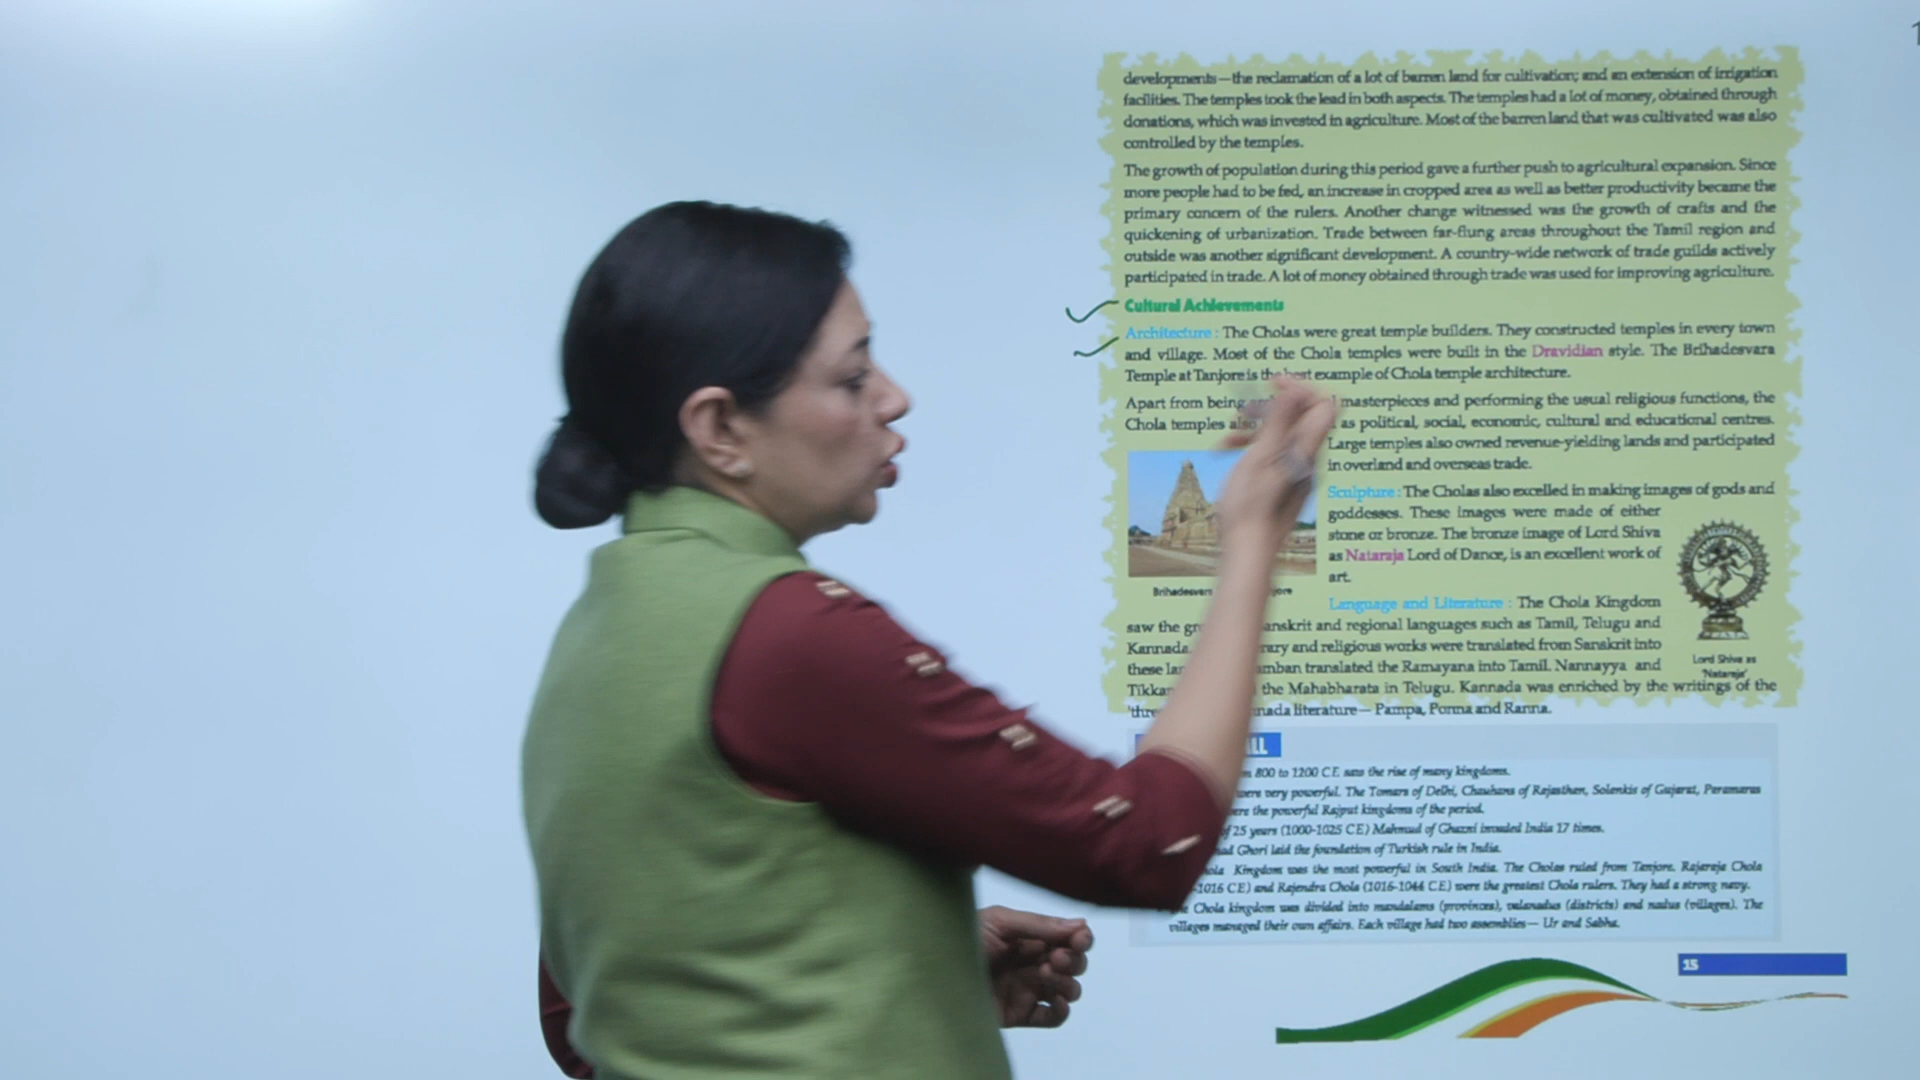 developments—the reclamation of a lot of barren land for cultivation; and an extension of irrigation
facilities. The temples took the lead in both aspects. The temples had a lot of money, obtained through
donations, which was invested in agriculture. Most of the barren land that was cultivated was also
controlled by the temples.
The growth of population during this period gave a further push to agricultural expansion. Since
more people had to be fed, an increase in cropped area as well as better productivity became the
primary concern of the rulers. Another change witnessed was the growth of crafts and the
quickening of urbanization. Trade between far-flung areas throughout the Tamil region and
outside was another significant development. A country-wide network of trade guilds actively
participated in trade. A lot of money obtained through trade was used for improving agriculture.
Cultural Achievements
Architecture : The Cholas were great temple builders. They constructed temples in every town
and village. Most of the Chola temples were built in the Dravidian style. The Brihadesvara
Temple at Tanjore is the best example of Chola temple architecture.
Apart from being masterpieces and performing the usual religious functions, the
Chola temples also as political, social, economic, cultural and educational centres.
Large temples also owned revenue-yielding lands and participated
in overland and overseas trade.
Sculpture : The Cholas also excelled in making images of gods and
goddesses. These images were made of either
stone or bronze. The bronze image of Lord Shiva
as Nataraja Lord of Dance, is an excellent work of
art.
Lord Shiva as
'Nataraja'
Language and Literature : The Chola Kingdom
saw the and regional languages such as Tamil, Telugu and
Kannada. and religious works were translated from Sanskrit into
these translated the Ramayana into Tamil. Nannayya and
the Mahabharata in Telugu. Kannada was enriched by the writings of the
literature— Pampa, Ponna and Ranna.
800 to 1200 CE saw the rise of many kingdoms.
were very powerful. The Tomars of Delhi, Chauhans of Rajasthan, Solankis of Gujarat, Paramaras
the powerful Rajput kingdoms of the period.
of 25 years (1000-1025 CE) Mahmud of Ghazni invaded India 17 times.
Ghori laid the foundation of Turkish rule in India.
Kingdom was the most powerful in South India. The Cholas ruled from Tanjore. Rajaraja Chola
-1016 CE) and Rajendra Chola (1016-1044 CE) were the greatest Chola rulers. They had a strong navy.
Chola kingdom was divided into mandalams (provinces), valanadus (districts) and nadus (villages). The
villages managed their own affairs. Each village had two assemblies— Ur and Sabha.
15